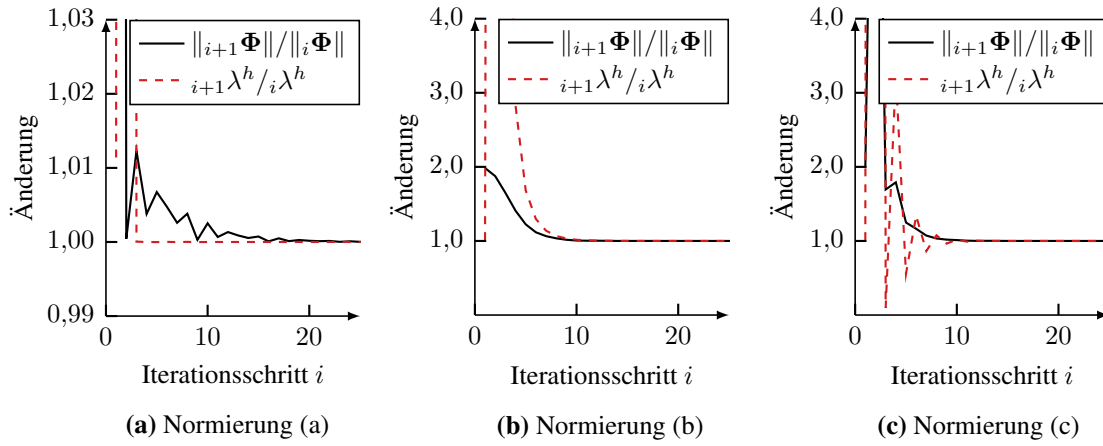 1,03
1,02
1,01
1,00
0,99
Änderung
‖ᵢ₊₁Φ‖/‖ᵢΦ‖
ᵢ₊₁λʰ/ᵢλʰ
0
10
20
Iterationsschritt i
(a) Normierung (a)
4,0
3,0
2,0
1,0
Änderung
‖ᵢ₊₁Φ‖/‖ᵢΦ‖
ᵢ₊₁λʰ/ᵢλʰ
0
10
20
Iterationsschritt i
(b) Normierung (b)
4,0
3,0
2,0
1,0
Änderung
‖ᵢ₊₁Φ‖/‖ᵢΦ‖
ᵢ₊₁λʰ/ᵢλʰ
0
10
20
Iterationsschritt i
(c) Normierung (c)